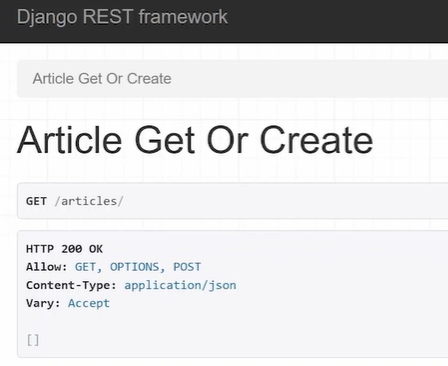 Django REST framework
Article Get Or Create
Article Get Or Create
GET /articles/
HTTP 200 OK
Allow: GET, OPTIONS, POST
Content-Type: application/json
Vary: Accept
[]